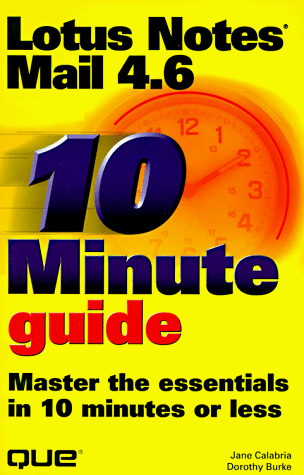 Lotus Notes®
Mail 4.6
10
Minute
guide
Master the essentials
in 10 minutes or less
que®
Jane Calabria
Dorothy Burke